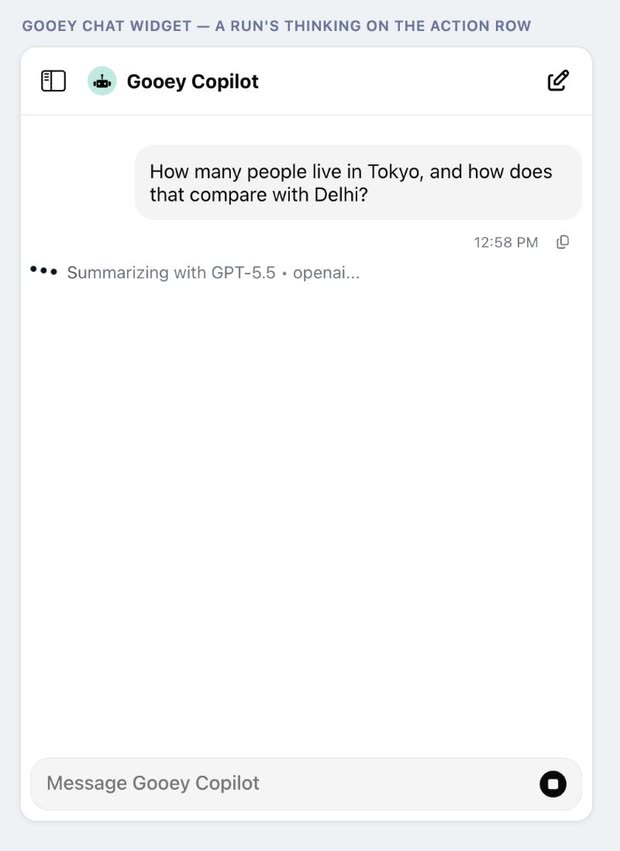 GOOEY CHAT WIDGET — A RUN'S THINKING ON THE ACTION ROW
Gooey Copilot
How many people live in Tokyo, and how does
that compare with Delhi?
12:58 PM
Summarizing with GPT-5.5 • openai...
Message Gooey Copilot